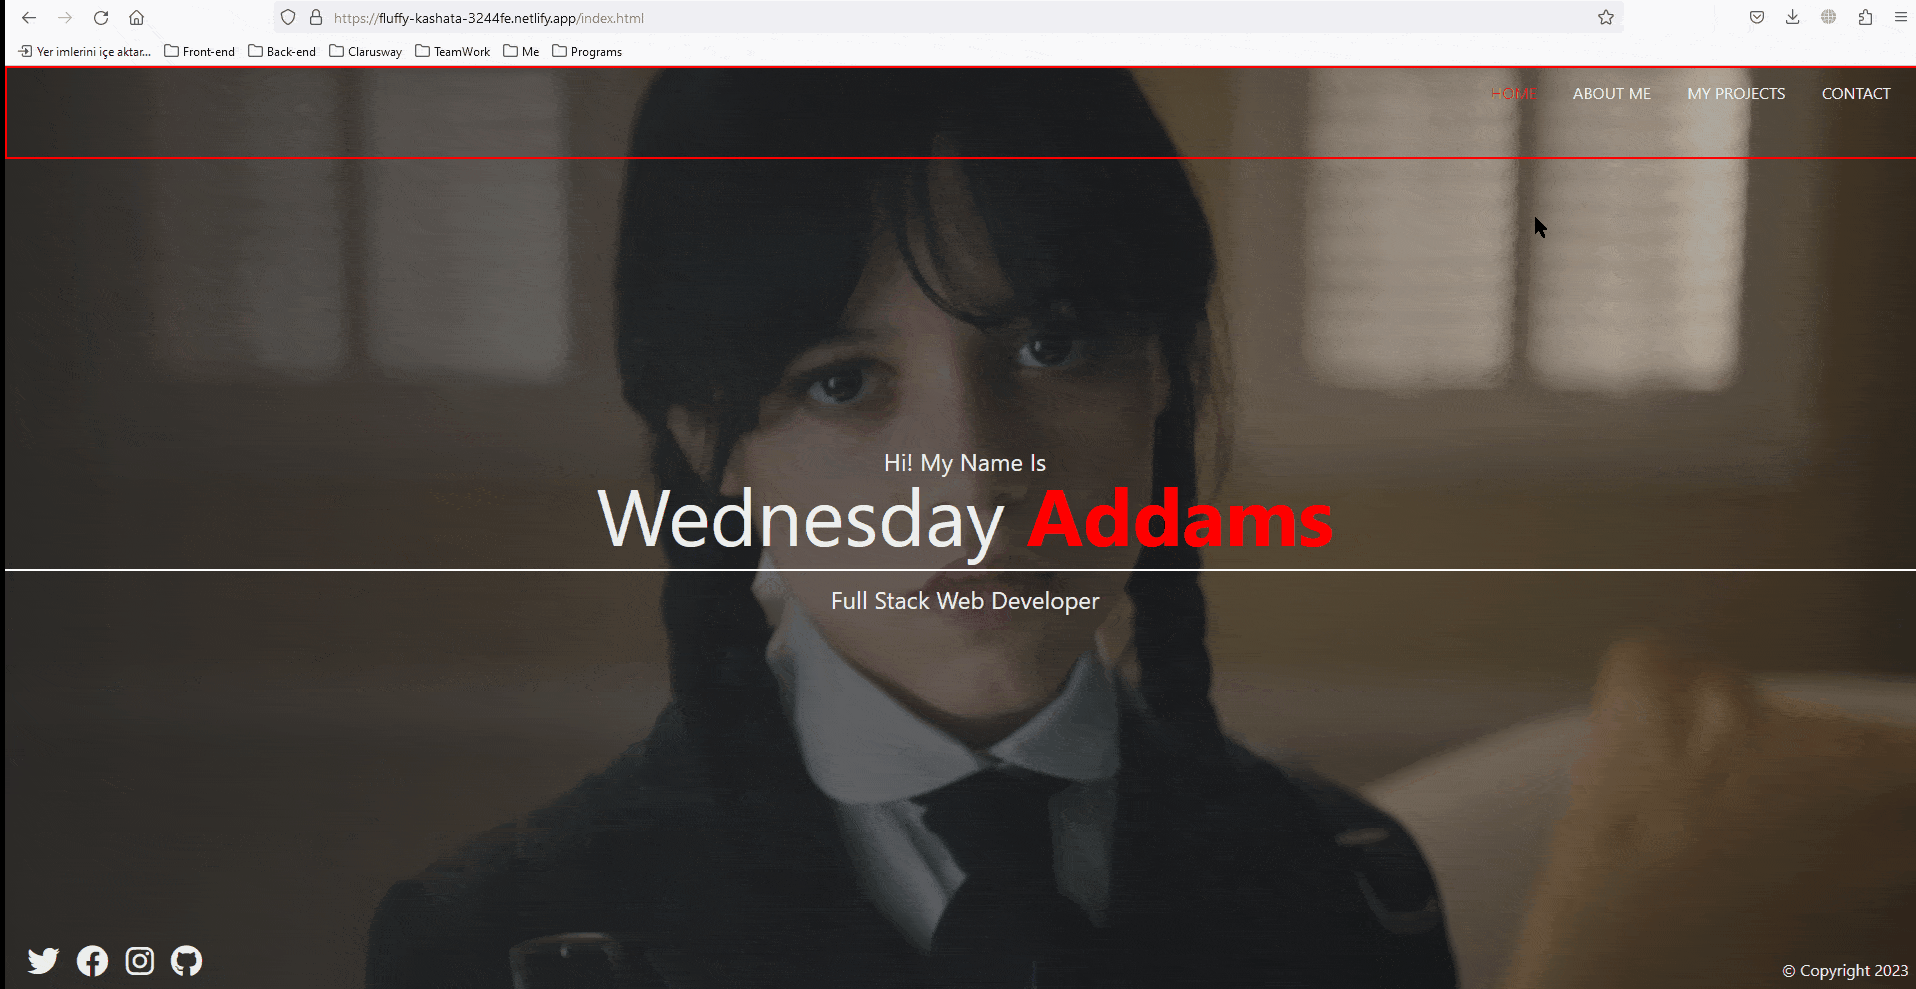 https://fluffy-kashata-3244fe.netlify.app/index.html
Yer imlerini içe aktar... Front-end Back-end Clarusway TeamWork Me Programs
HOME ABOUT ME MY PROJECTS CONTACT
Hi! My Name Is
Wednesday Addams
Full Stack Web Developer
© Copyright 2023